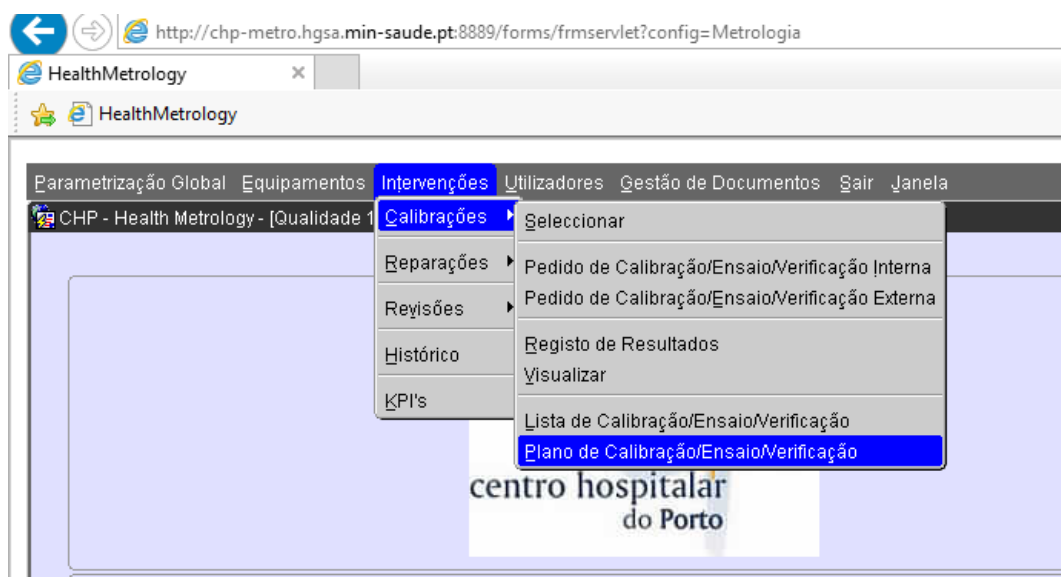 http://chp-metro.hgsa.min-saude.pt:8889/forms/frmservlet?config=Metrologia
HealthMetrology
HealthMetrology
Parametrização Global Equipamentos Intervenções Utilizadores Gestão de Documentos Sair Janela
CHP - Health Metrology - [Qualidade 1
Calibrações
Reparações
Revisões
Histórico
KPI's
Seleccionar
Pedido de Calibração/Ensaio/Verificação Interna
Pedido de Calibração/Ensaio/Verificação Externa
Registo de Resultados
Visualizar
Lista de Calibração/Ensaio/Verificação
Plano de Calibração/Ensaio/Verificação
centro hospitalar
do Porto